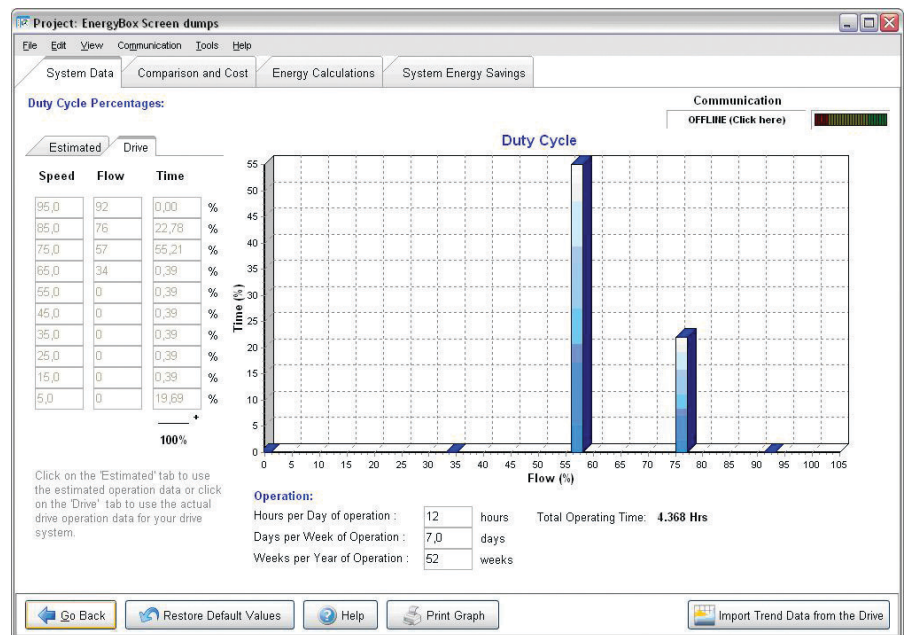 Project: EnergyBox Screen dumps
File Edit View Communication Tools Help
System Data Comparison and Cost Energy Calculations System Energy Savings
Duty Cycle Percentages:
Communication
OFFLINE (Click here)
Estimated Drive
Speed Flow Time
95,0 92 0,00 %
85,0 76 22,78 %
75,0 57 55,21 %
65,0 34 0,39 %
55,0 0 0,39 %
45,0 0 0,39 %
35,0 0 0,39 %
25,0 0 0,39 %
15,0 0 0,39 %
5,0 0 19,69 %
+
100%
Click on the 'Estimated' tab to use
the estimated operation data or click
on the 'Drive' tab to use the actual
drive operation data for your drive
system.
Duty Cycle
Time (%)
55
50
45
40
35
30
25
20
15
10
5
0
0 5 10 15 20 25 30 35 40 45 50 55 60 65 70 75 80 85 90 95 100 105
Flow (%)
Operation:
Hours per Day of operation : 12 hours Total Operating Time: 4.368 Hrs
Days per Week of Operation : 7,0 days
Weeks per Year of Operation : 52 weeks
Go Back Restore Default Values Help Print Graph Import Trend Data from the Drive